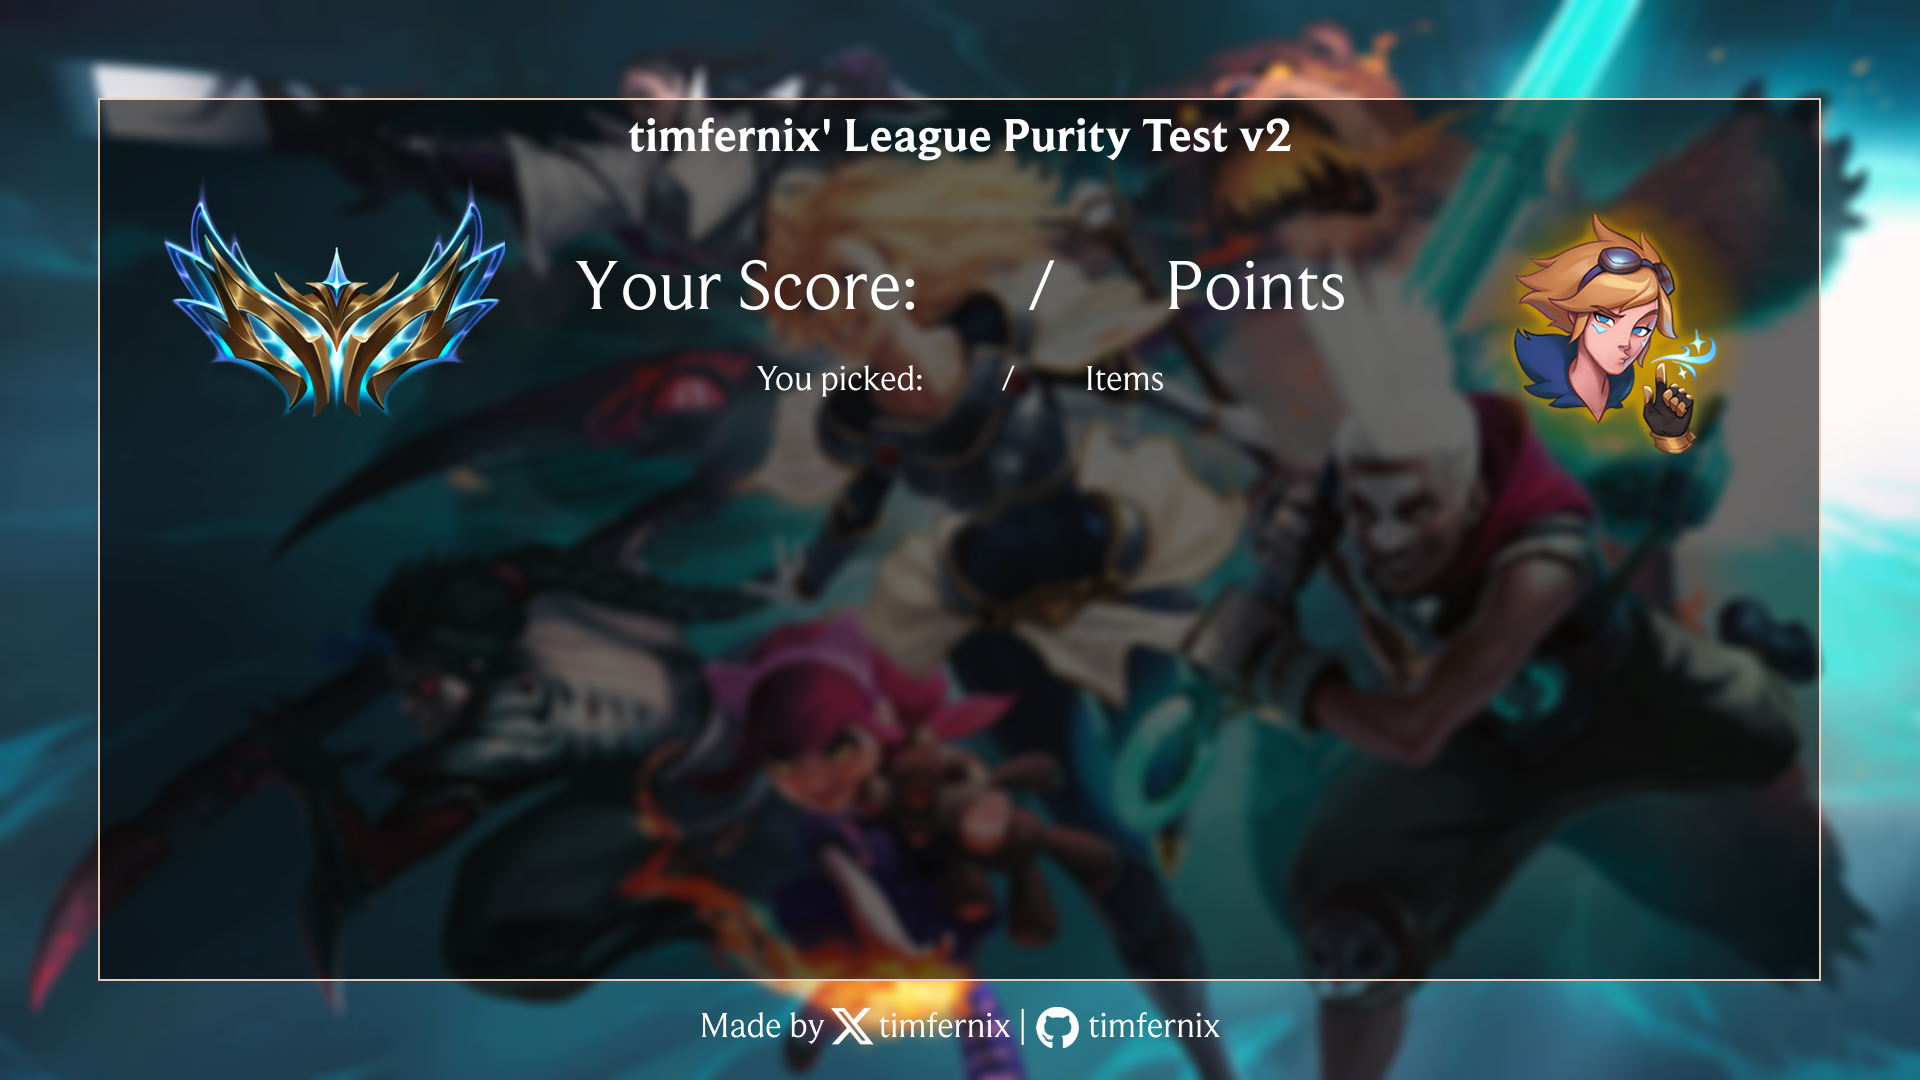 timfernix' League Purity Test v2
Your Score: / Points
You picked: / Items
Made by timfernix | timfernix